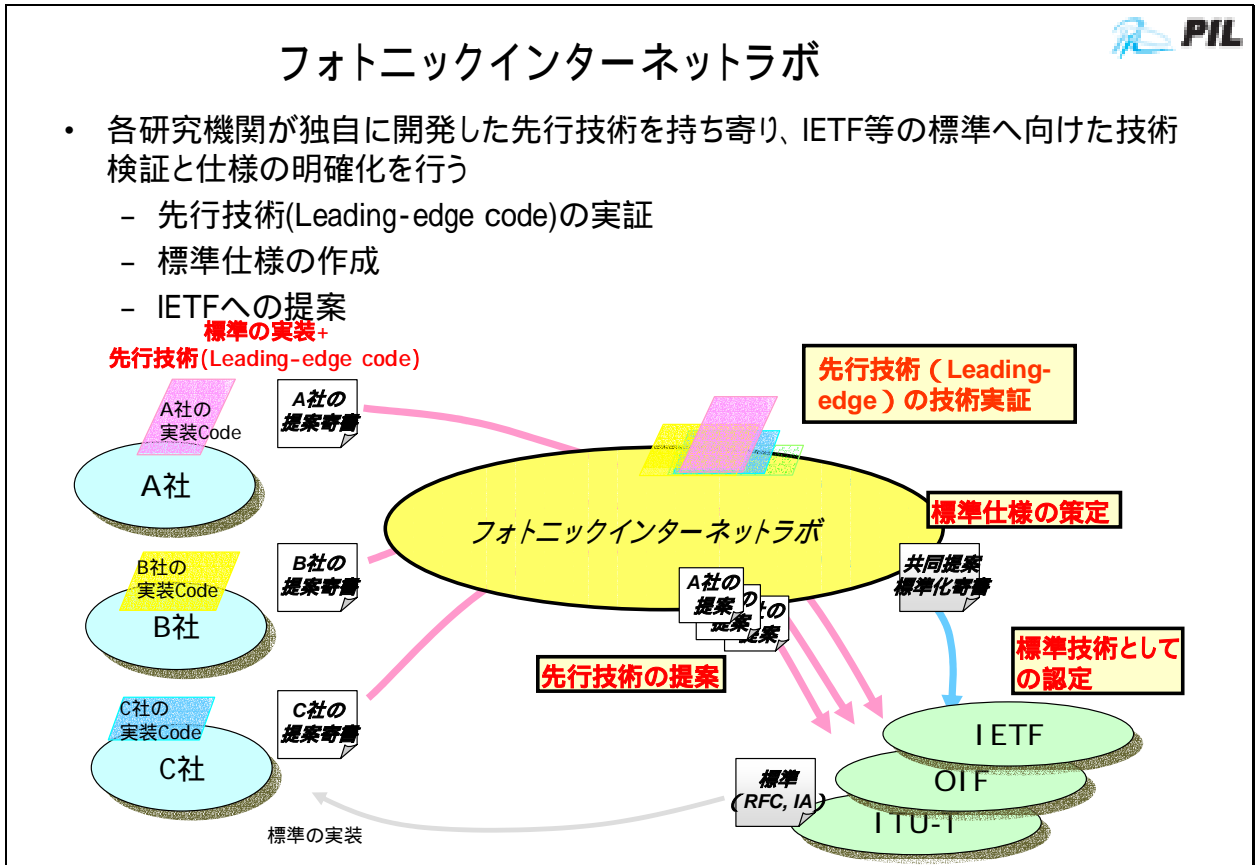 PIL
フォトニックインターネットラボ
• 各研究機関が独自に開発した先行技術を持ち寄り、IETF等の標準へ向けた技術
検証と仕様の明確化を行う
– 先行技術(Leading-edge code)の実証
– 標準仕様の作成
– IETFへの提案
標準の実装+
先行技術(Leading-edge code)
A社の
実装Code
A社
A社の
提案寄書
先行技術（Leading-
edge）の技術実証
フォトニックインターネットラボ
標準仕様の策定
B社の
実装Code
B社
B社の
提案寄書
A社の
提案
の
提案
社の
提案
共同提案
標準化寄書
先行技術の提案
標準技術として
の認定
C社の
実装Code
C社
C社の
提案寄書
IETF
OIF
ITU-T
標準
(RFC, IA)
標準の実装